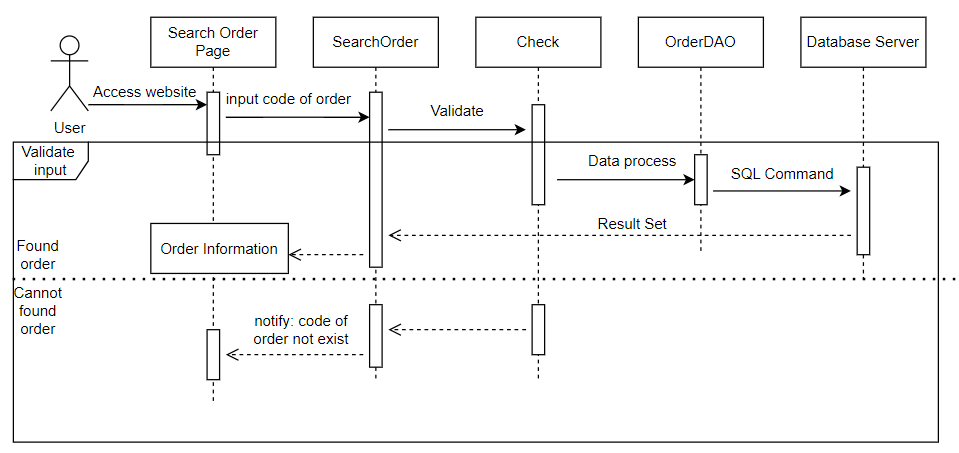 Search Order
Page
SearchOrder
Check
OrderDAO
Database Server
User
Access website
input code of order
Validate
Validate
input
Data process
SQL Command
Result Set
Order Information
Found
order
Cannot
found
order
notify: code of
order not exist